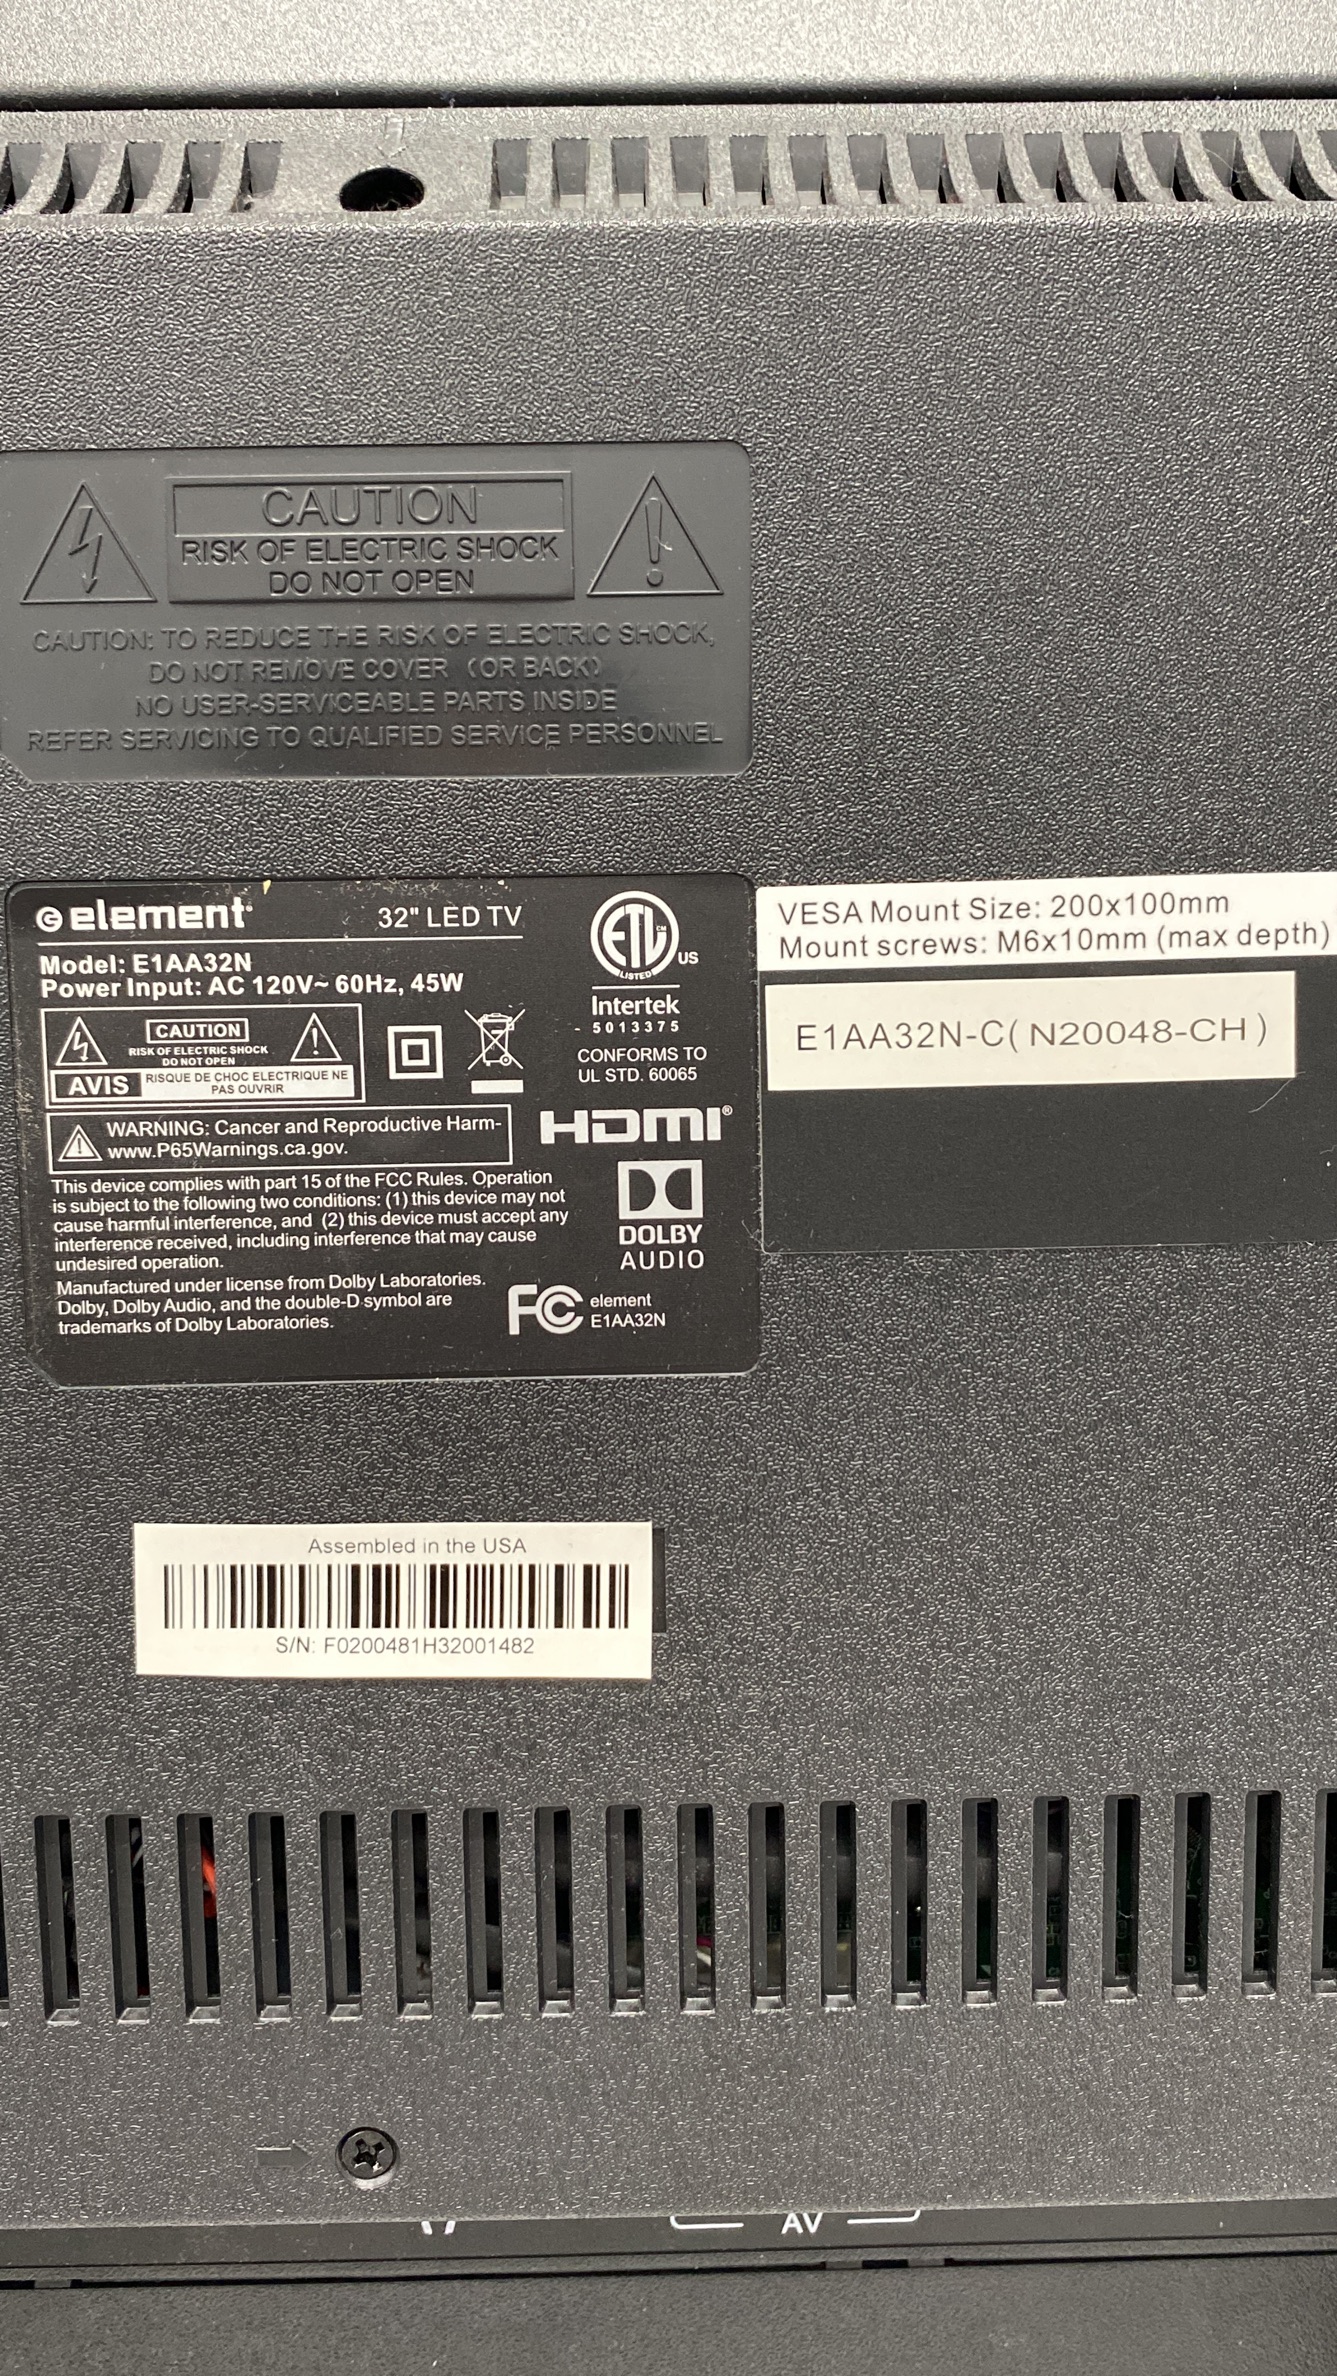 CAUTION
RISK OF ELECTRIC SHOCK
DO NOT OPEN
CAUTION: TO REDUCE THE RISK OF ELECTRIC SHOCK,
DO NOT REMOVE COVER (OR BACK)
NO USER-SERVICEABLE PARTS INSIDE
REFER SERVICING TO QUALIFIED SERVICE PERSONNEL
element
32" LED TV
Model: E1AA32N
Power Input: AC 120V~ 60Hz, 45W
CAUTION
RISK OF ELECTRIC SHOCK
DO NOT OPEN
AVIS
RISQUE DE CHOC ELECTRIQUE NE
PAS OUVRIR
WARNING: Cancer and Reproductive Harm-
www.P65Warnings.ca.gov.
This device complies with part 15 of the FCC Rules. Operation
is subject to the following two conditions: (1) this device may not
cause harmful interference, and (2) this device must accept any
interference received, including interference that may cause
undesired operation.
Manufactured under license from Dolby Laboratories.
Dolby, Dolby Audio, and the double-D symbol are
trademarks of Dolby Laboratories.
ETL CM
LISTED
US
Intertek
5013375
CONFORMS TO
UL STD. 60065
HDMI®
DOLBY
AUDIO
FC element
E1AA32N
VESA Mount Size: 200x100mm
Mount screws: M6x10mm (max depth)
E1AA32N-C( N20048-CH )
Assembled in the USA
S/N: F0200481H32001482
AV